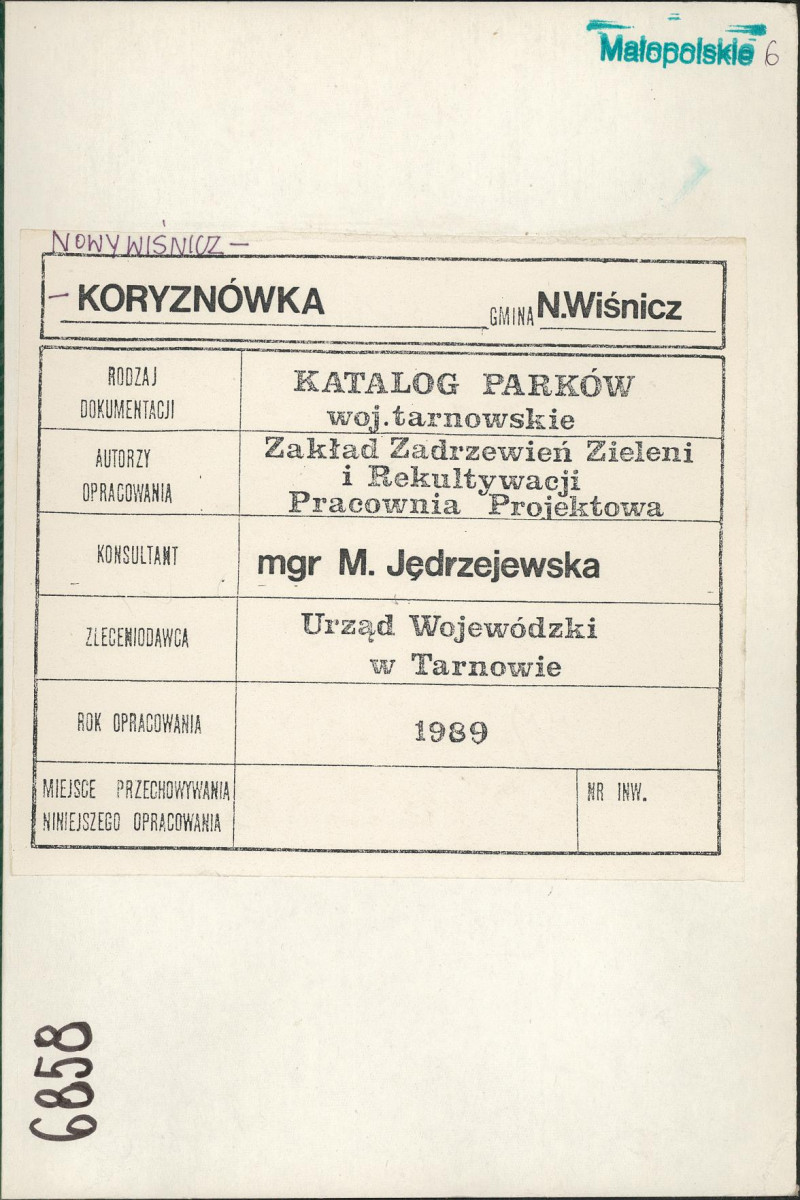 Małopolskie 6
NOWY WIŚNICZ –
– KORYZNÓWKA GMINA N.Wiśnicz
RODZAJ
DOKUMENTACJI
KATALOG PARKÓW
woj.tarnowskie
AUTORZY
OPRACOWANIA
Zakład Zadrzewień Zieleni
i Rekultywacji
Pracownia Projektowa
KONSULTANT
mgr M. Jędrzejewska
ZLECENIODAWCA
Urząd Wojewódzki
w Tarnowie
ROK OPRACOWANIA
1989
MIEJSCE PRZECHOWYWANIA
NINIEJSZEGO OPRACOWANIA
NR INW.
6858